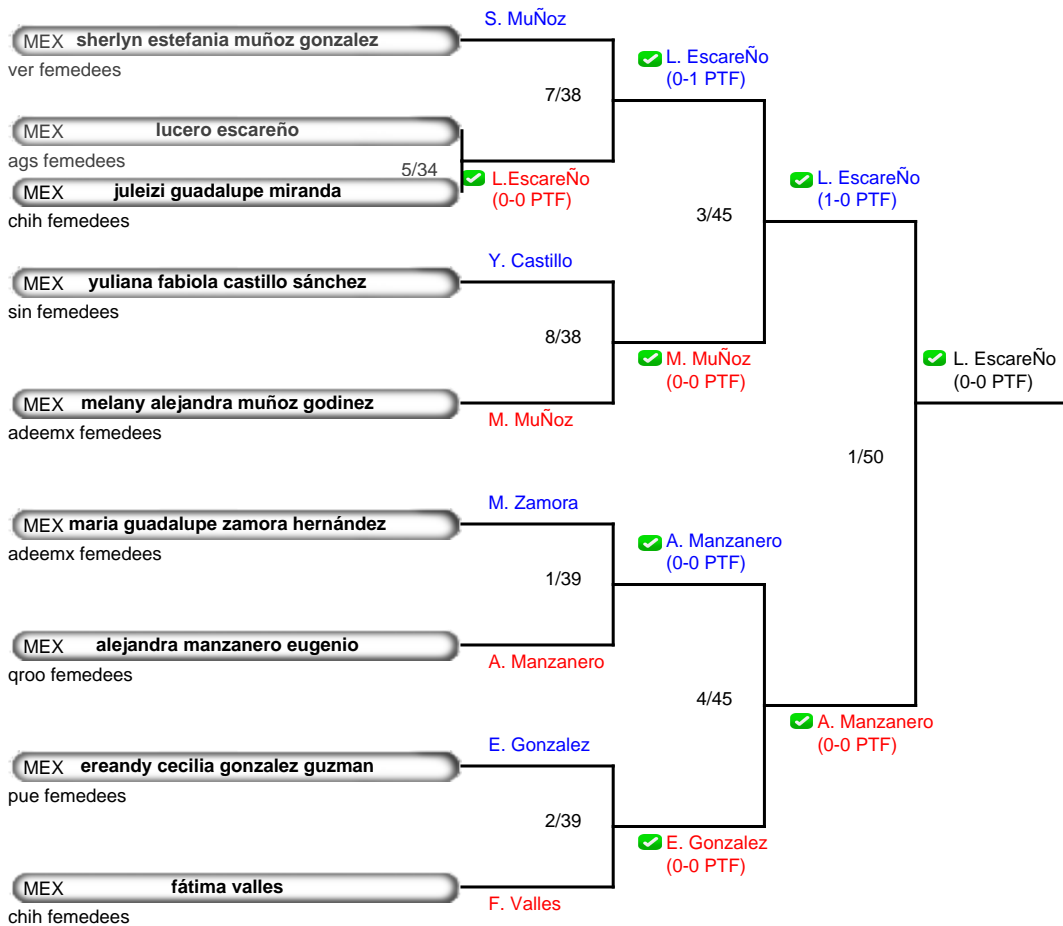 S. MuÑoz
MEX sherlyn estefania muñoz gonzalez
ver femedees
L. EscareÑo
(0-1 PTF)
7/38
MEX lucero escareño
ags femedees
5/34
L.EscareÑo
(0-0 PTF)
MEX juleizi guadalupe miranda
chih femedees
L. EscareÑo
(1-0 PTF)
3/45
Y. Castillo
MEX yuliana fabiola castillo sánchez
sin femedees
8/38
M. MuÑoz
(0-0 PTF)
L. EscareÑo
(0-0 PTF)
MEX melany alejandra muñoz godinez
M. MuÑoz
adeemx femedees
1/50
M. Zamora
MEX maria guadalupe zamora hernández
adeemx femedees
A. Manzanero
(0-0 PTF)
1/39
MEX alejandra manzanero eugenio
A. Manzanero
qroo femedees
4/45
A. Manzanero
(0-0 PTF)
E. Gonzalez
MEX ereandy cecilia gonzalez guzman
pue femedees
2/39
E. Gonzalez
(0-0 PTF)
MEX fátima valles
F. Valles
chih femedees